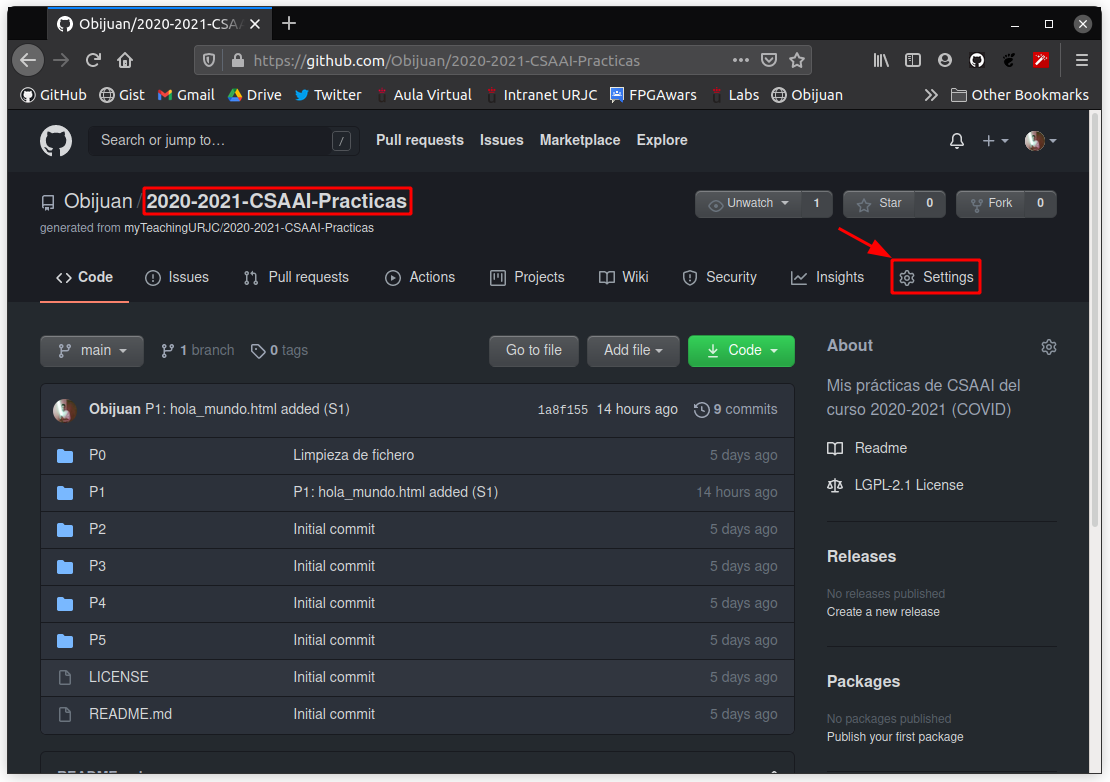 Obijuan/2020-2021-CSAA
https://github.com/Obijuan/2020-2021-CSAAI-Practicas
GitHub Gist Gmail Drive Twitter Aula Virtual Intranet URJC FPGAwars Labs Obijuan Other Bookmarks
Search or jump to… / Pull requests Issues Marketplace Explore
Obijuan / 2020-2021-CSAAI-Practicas Unwatch 1 Star 0 Fork 0
generated from myTeachingURJC/2020-2021-CSAAI-Practicas
Code Issues Pull requests Actions Projects Wiki Security Insights Settings
main 1 branch 0 tags Go to file Add file Code
Obijuan P1: hola_mundo.html added (S1) 1a8f155 14 hours ago 9 commits
P0 Limpieza de fichero 5 days ago
P1 P1: hola_mundo.html added (S1) 14 hours ago
P2 Initial commit 5 days ago
P3 Initial commit 5 days ago
P4 Initial commit 5 days ago
P5 Initial commit 5 days ago
LICENSE Initial commit 5 days ago
README.md Initial commit 5 days ago
About
Mis prácticas de CSAAI del
curso 2020-2021 (COVID)
Readme
LGPL-2.1 License
Releases
No releases published
Create a new release
Packages
No packages published
Publish your first package